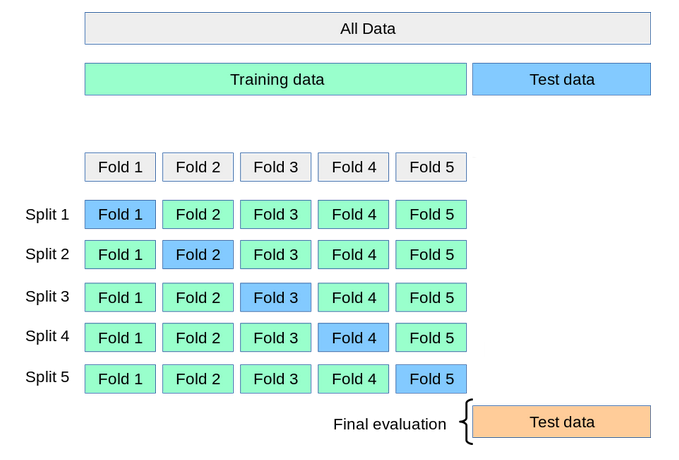 All Data
Training data Test data
Fold 1 Fold 2 Fold 3 Fold 4 Fold 5
Split 1 Fold 1 Fold 2 Fold 3 Fold 4 Fold 5
Split 2 Fold 1 Fold 2 Fold 3 Fold 4 Fold 5
Split 3 Fold 1 Fold 2 Fold 3 Fold 4 Fold 5
Split 4 Fold 1 Fold 2 Fold 3 Fold 4 Fold 5
Split 5 Fold 1 Fold 2 Fold 3 Fold 4 Fold 5
Final evaluation Test data